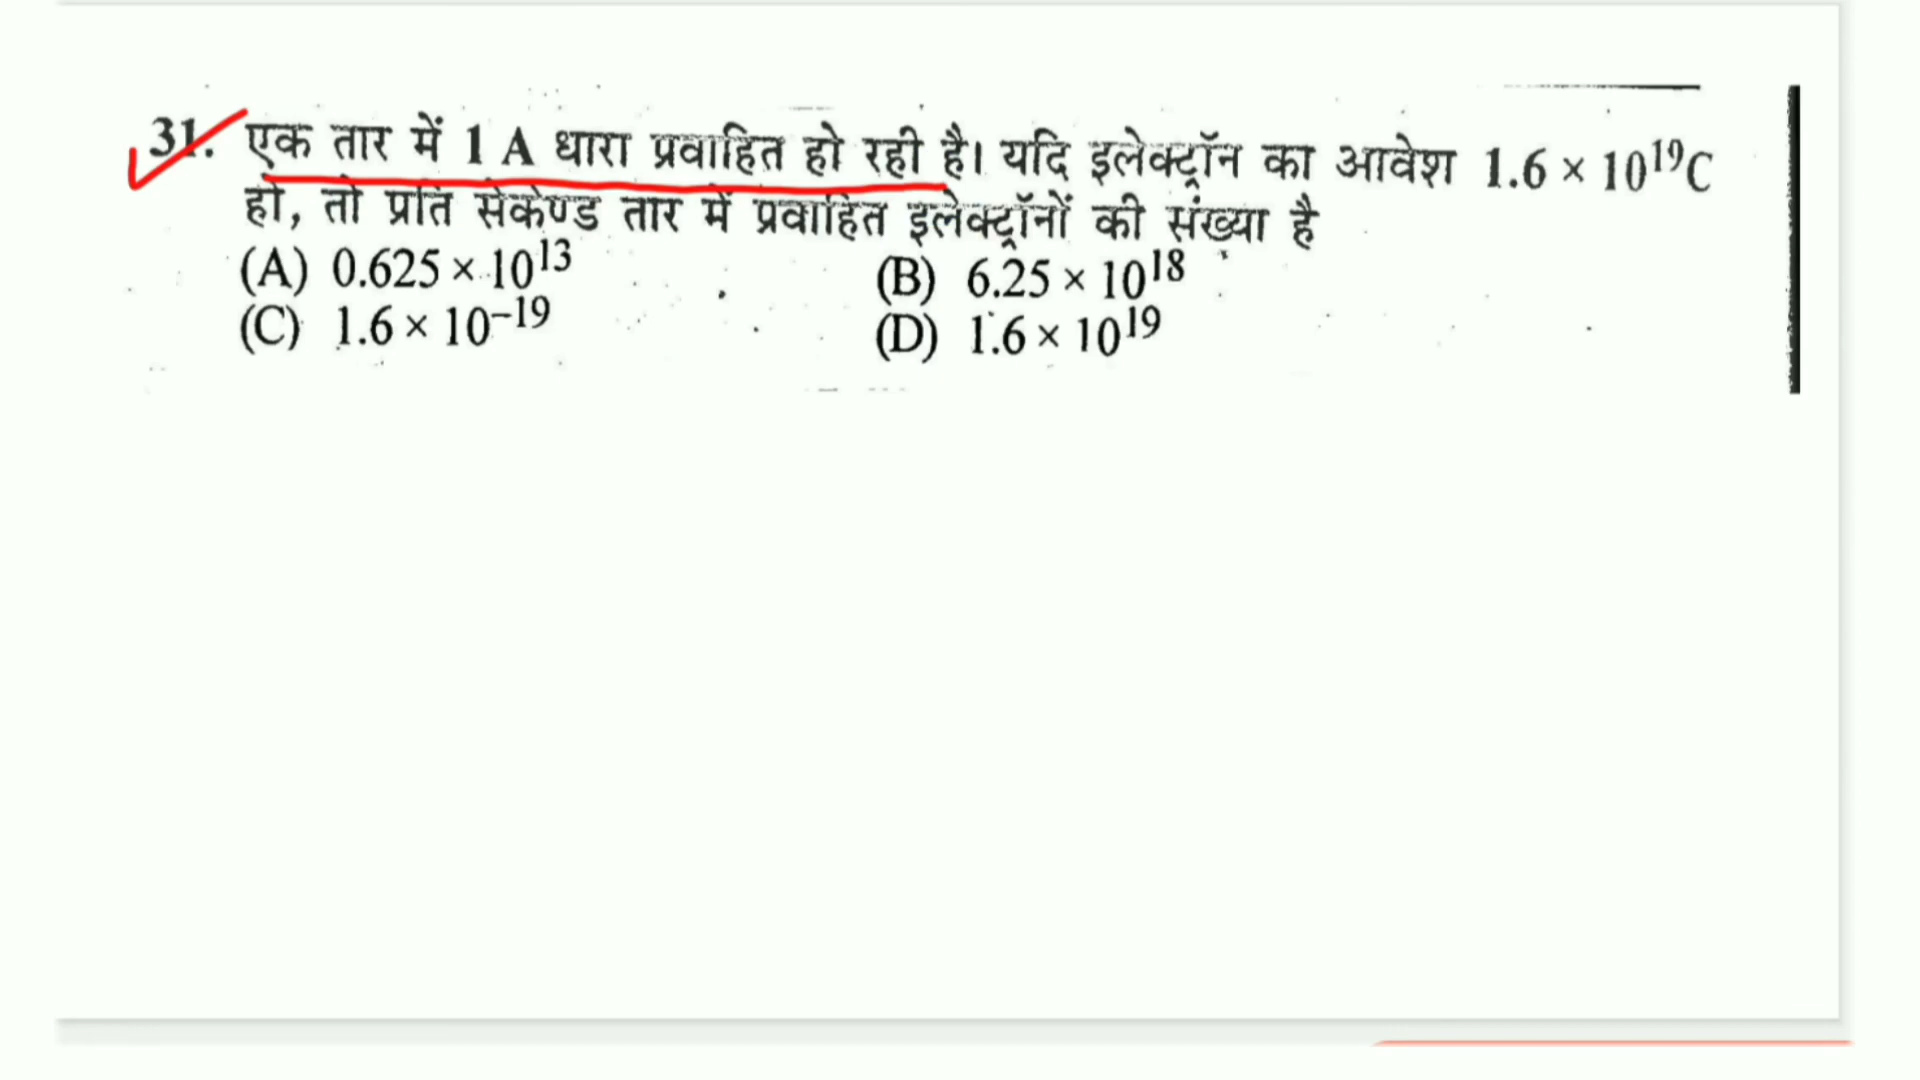 31. एक तार में 1 A धारा प्रवाहित हो रही है। यदि इलेक्ट्रॉन का आवेश 1.6 × 10¹⁹C
हो, तो प्रति सेकेण्ड तार में प्रवाहित इलेक्ट्रॉनों की संख्या है
(A) 0.625 × 10¹³ (B) 6.25 × 10¹⁸
(C) 1.6 × 10⁻¹⁹ (D) 1.6 × 10¹⁹